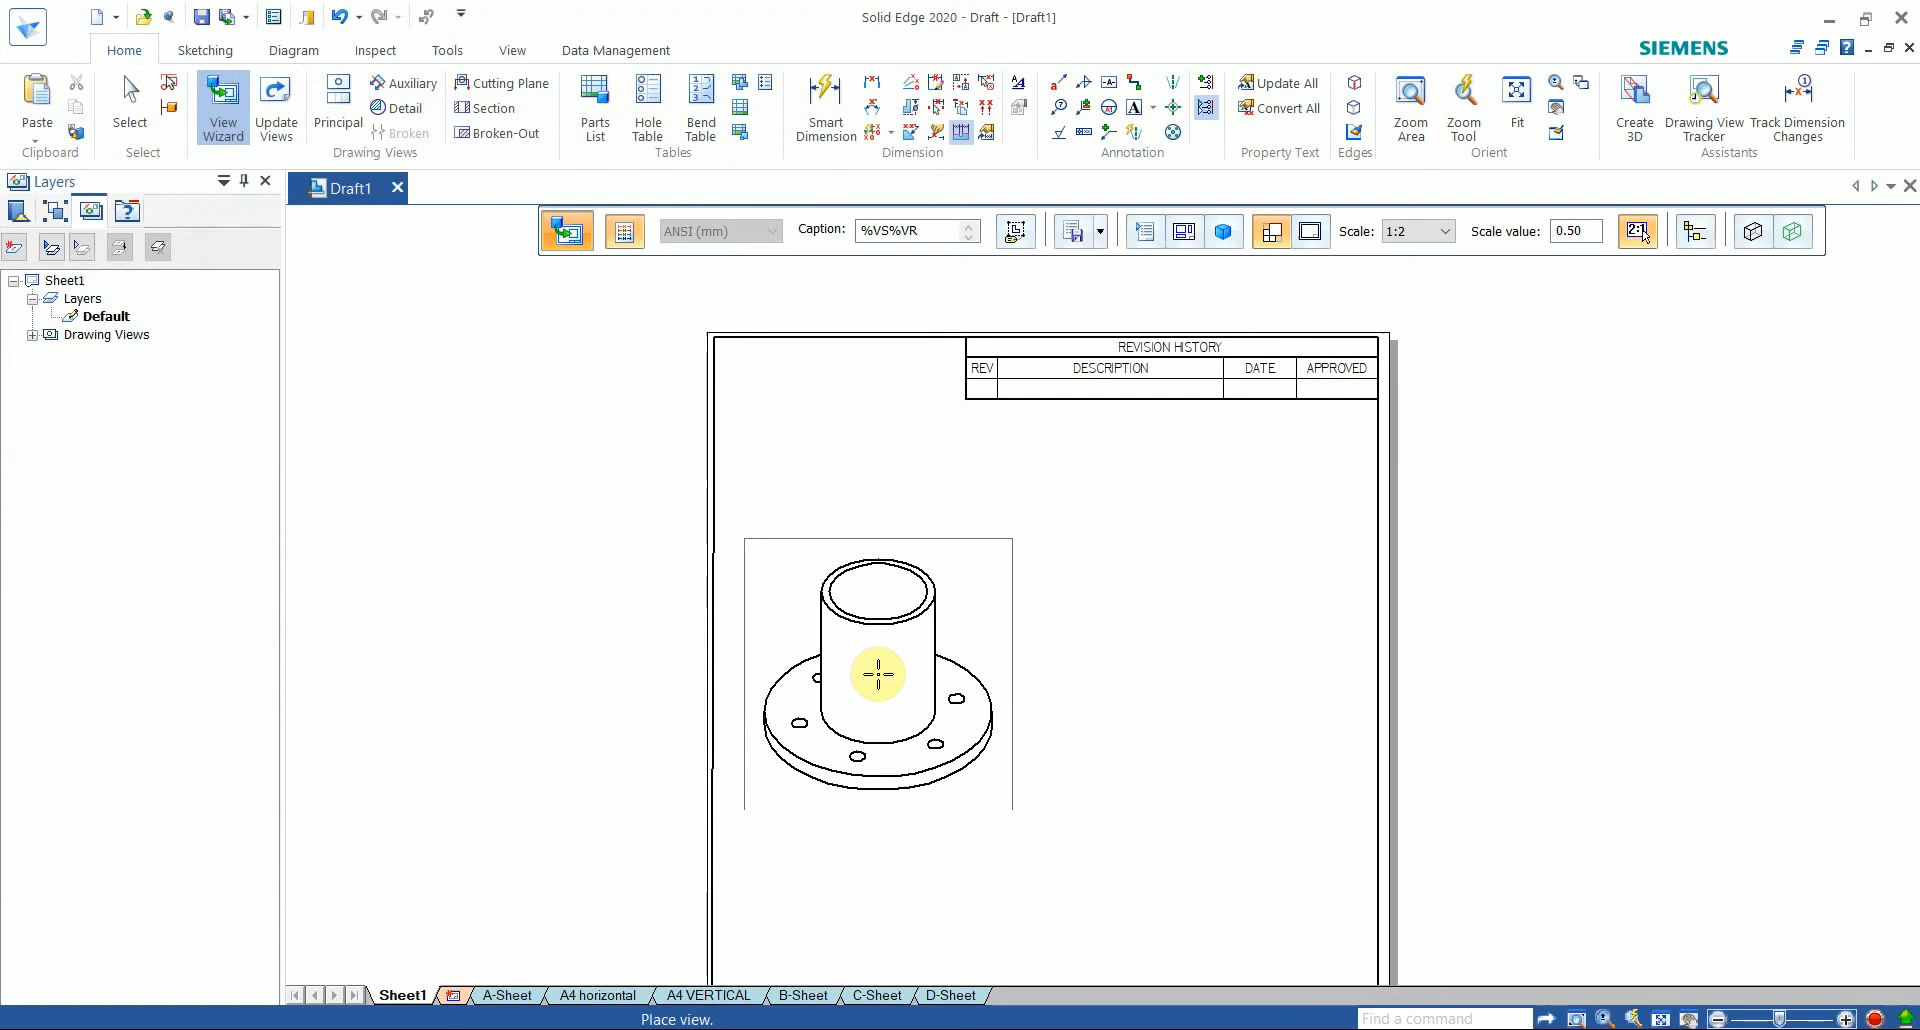 Solid Edge 2020 - Draft - [Draft1]
Home Sketching Diagram Inspect Tools View Data Management
SIEMENS
Paste
Clipboard
Select
Select
View Wizard
Update Views
Principal
Auxiliary
Detail
Broken
Cutting Plane
Section
Broken-Out
Drawing Views
Parts List
Hole Table
Bend Table
Tables
Smart Dimension
Dimension
Annotation
Update All
Convert All
Property Text
Edges
Zoom Area
Zoom Tool
Fit
Orient
Create 3D
Drawing View Tracker
Track Dimension Changes
Assistants
Layers
Draft1
ANSI (mm)
Caption: %VS%VR
Scale: 1:2
Scale value: 0.50
2:1
Sheet1
Layers
Default
Drawing Views
REVISION HISTORY
REV DESCRIPTION DATE APPROVED
Sheet1 A-Sheet A4 horizontal A4 VERTICAL B-Sheet C-Sheet D-Sheet
Place view.
Find a command